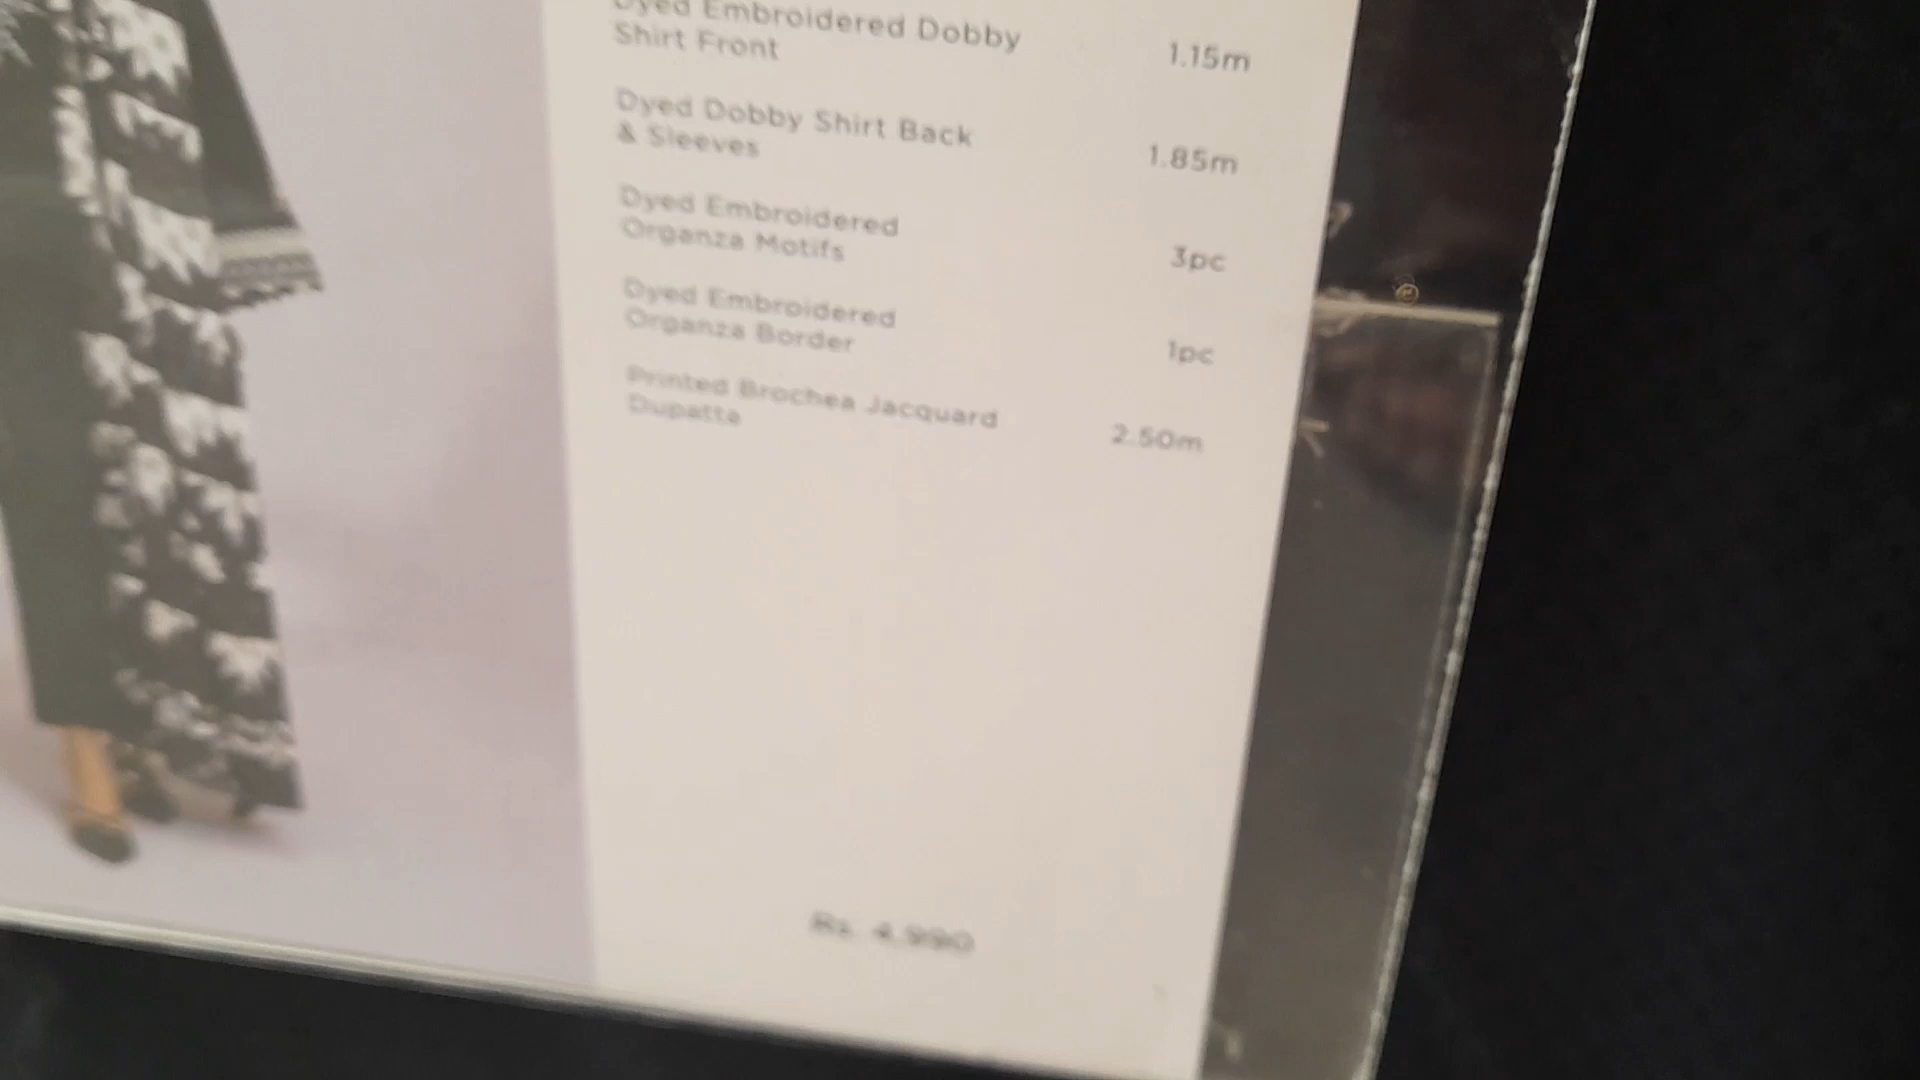 Dyed Embroidered Dobby
Shirt Front
1.15m
Dyed Dobby Shirt Back
& Sleeves
1.85m
Dyed Embroidered
Organza Motifs
3pc
Dyed Embroidered
Organza Border
1pc
Printed Brochea Jacquard
Dupatta
2.50m
Rs. 4,990